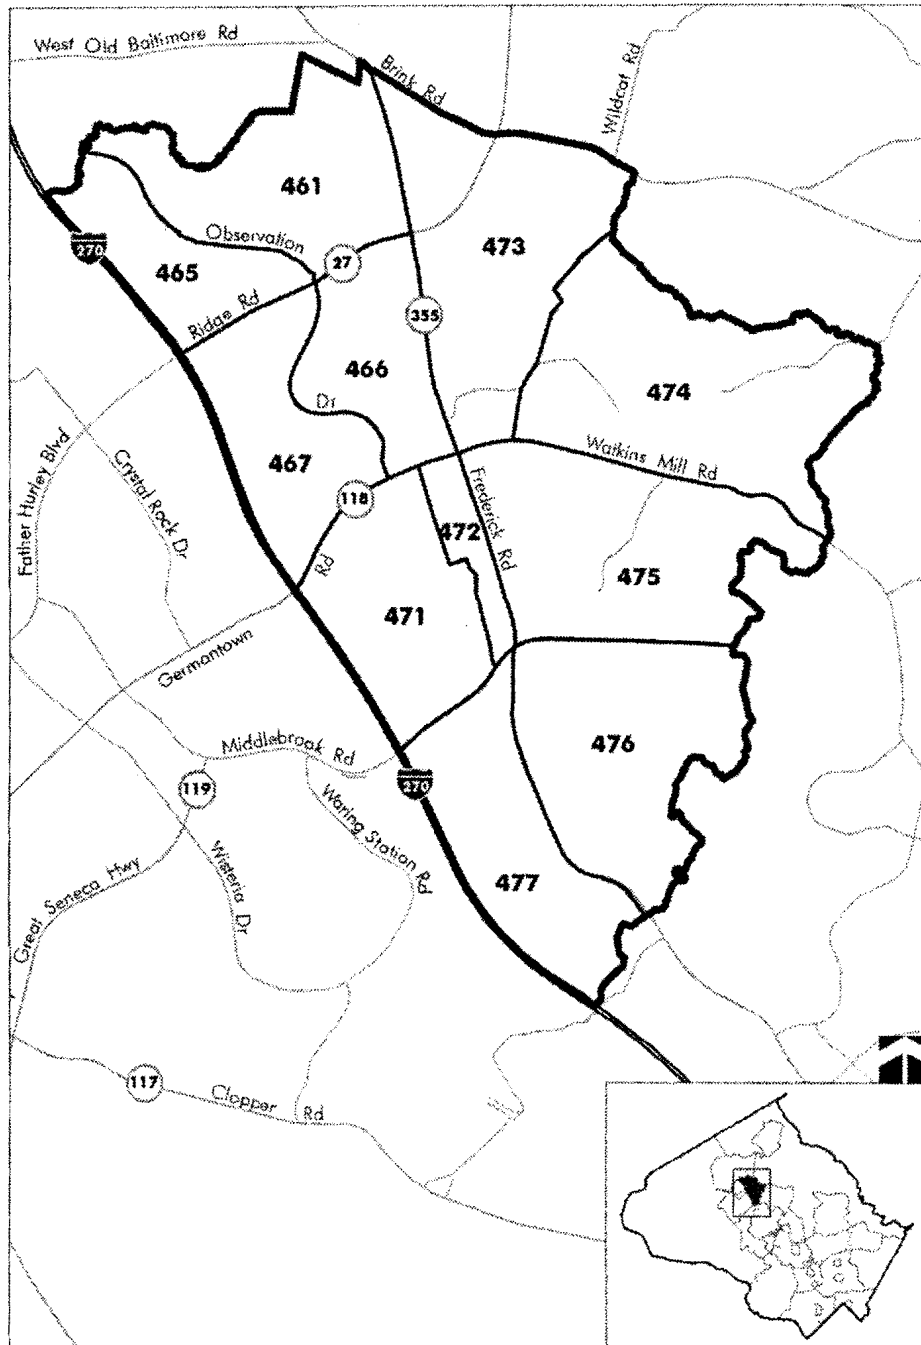 West Old Baltimore Rd
Brink Rd
Wildcat Rd
461
Observation
473
270
465
27
Ridge Rd
355
466
474
Dr
Father Hurley Blvd
Crystal Rock Dr
467
Watkins Mill Rd
118
Frederick Rd
472
Rd
475
471
Germantown
Middlebrook Rd
476
270
119
Waring Station Rd
Great Seneca Hwy
Wisteria Dr
477
117
Clopper Rd